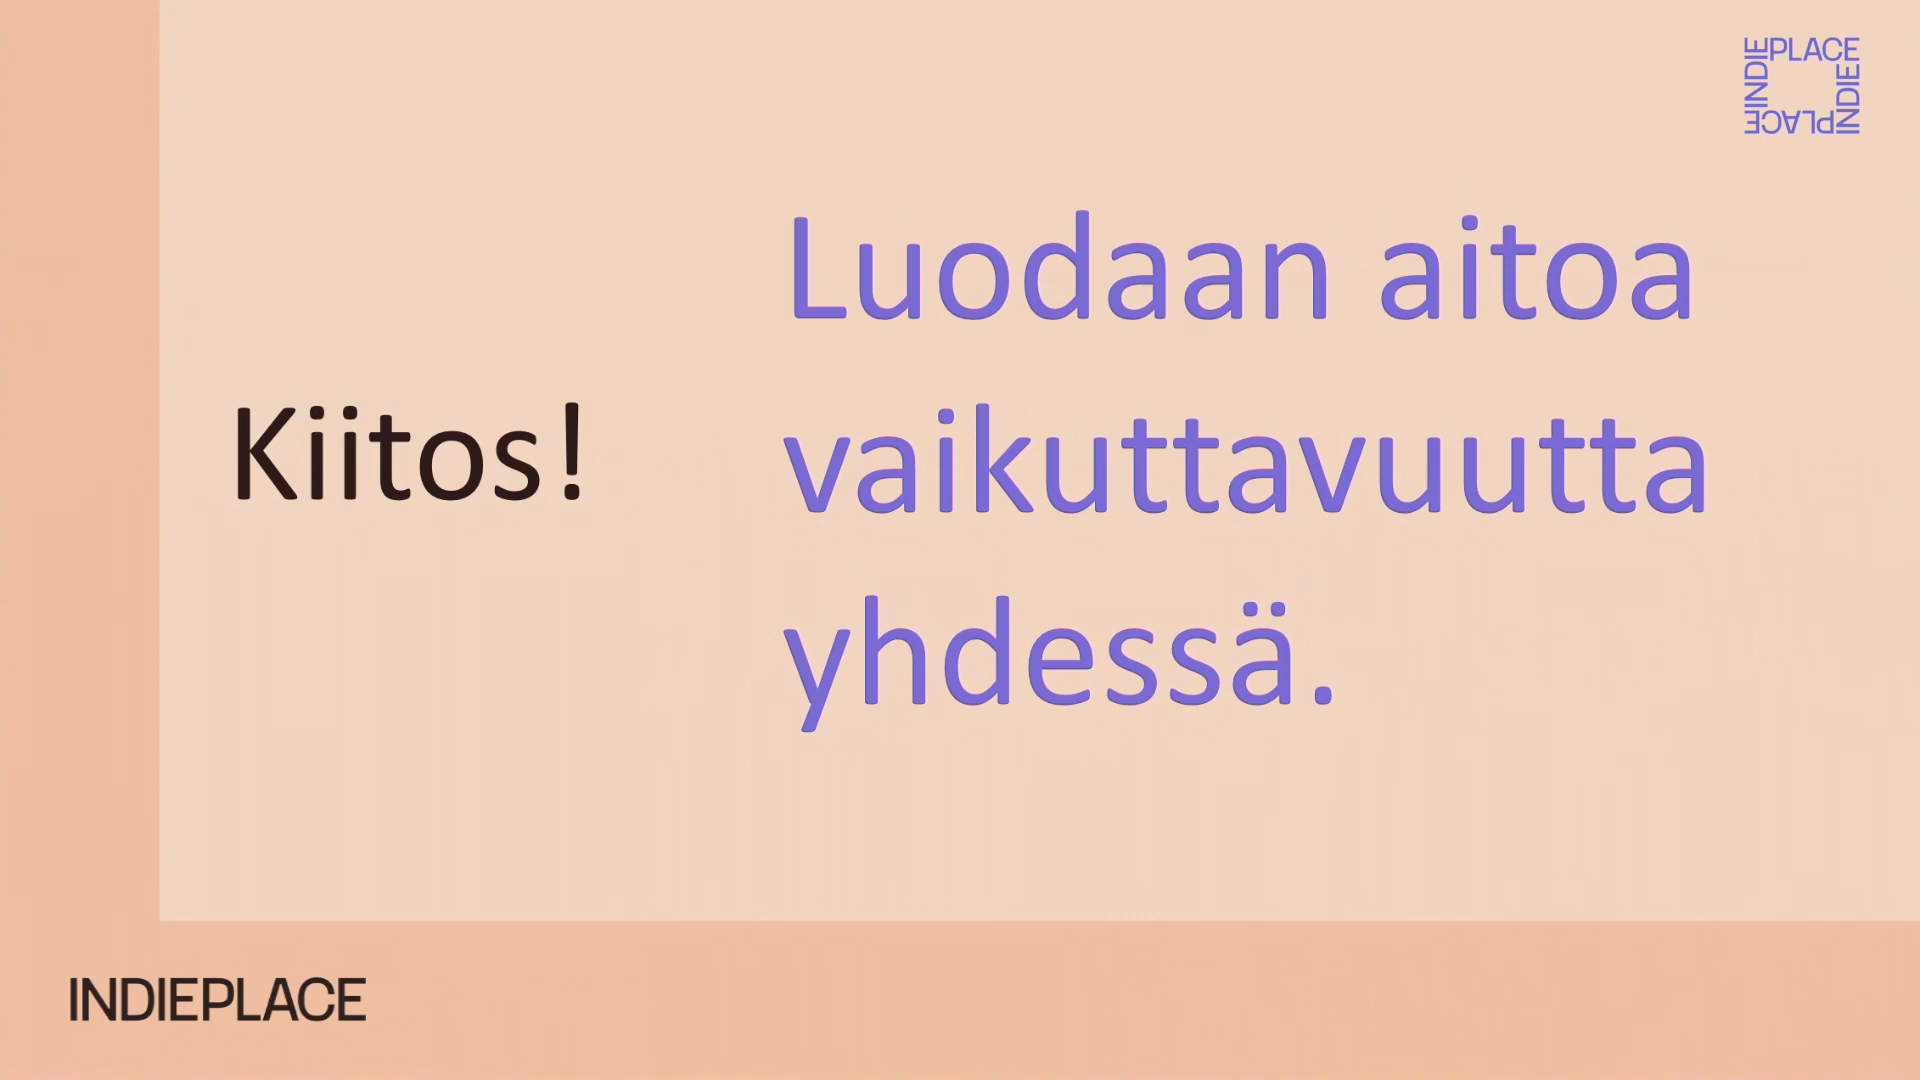 INDIEPLACE
INDIEPLACE
Kiitos!
Luodaan aitoa
vaikuttavuutta
yhdessä.
INDIEPLACE